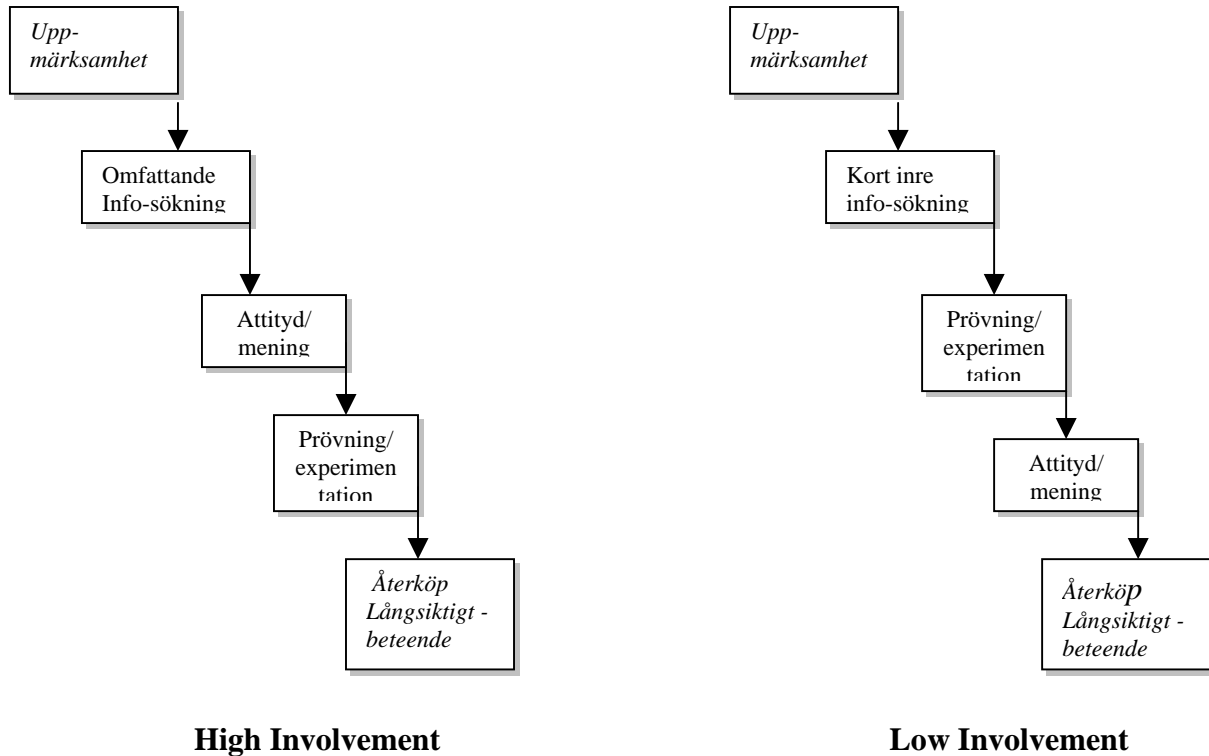 Upp-
märksamhet
Omfattande
Info-sökning
Attityd/
mening
Prövning/
experimen
tation
Återköp
Långsiktigt -
beteende
High Involvement
Upp-
märksamhet
Kort inre
info-sökning
Prövning/
experimen
tation
Attityd/
mening
Återköp
Långsiktigt -
beteende
Low Involvement